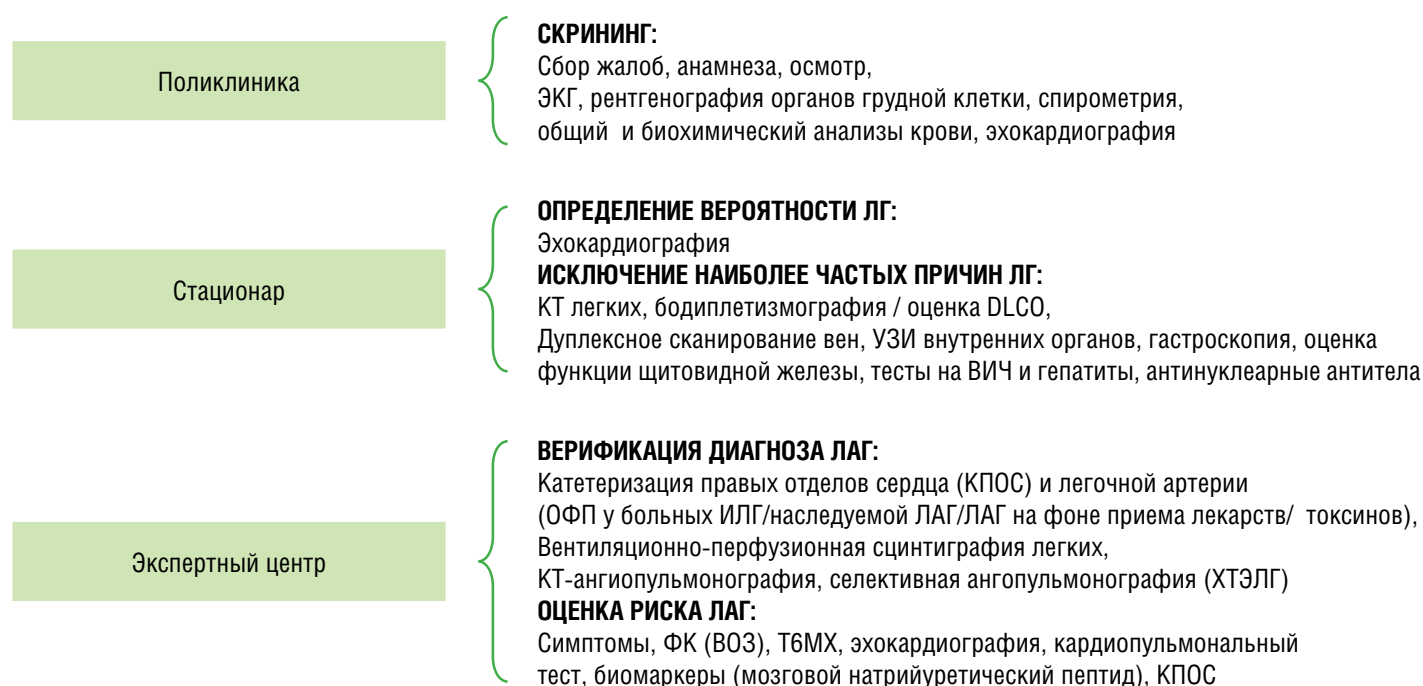 Поликлиника
СКРИНИНГ:
Сбор жалоб, анамнеза, осмотр,
ЭКГ, рентгенография органов грудной клетки, спирометрия,
общий и биохимический анализы крови, эхокардиография
Стационар
ОПРЕДЕЛЕНИЕ ВЕРОЯТНОСТИ ЛГ:
Эхокардиография
ИСКЛЮЧЕНИЕ НАИБОЛЕЕ ЧАСТЫХ ПРИЧИН ЛГ:
КТ легких, бодиплетизмография / оценка DLCO,
Дуплексное сканирование вен, УЗИ внутренних органов, гастроскопия, оценка
функции щитовидной железы, тесты на ВИЧ и гепатиты, антинуклеарные антитела
Экспертный центр
ВЕРИФИКАЦИЯ ДИАГНОЗА ЛАГ:
Катетеризация правых отделов сердца (КПОС) и легочной артерии
(ОФП у больных ИЛГ/наследуемой ЛАГ/ЛАГ на фоне приема лекарств/ токсинов),
Вентиляционно-перфузионная сцинтиграфия легких,
КТ-ангиопульмонография, селективная ангопульмонография (ХТЭЛГ)
ОЦЕНКА РИСКА ЛАГ:
Симптомы, ФК (ВОЗ), Т6МХ, эхокардиография, кардиопульмональный
тест, биомаркеры (мозговой натрийуретический пептид), КПОС